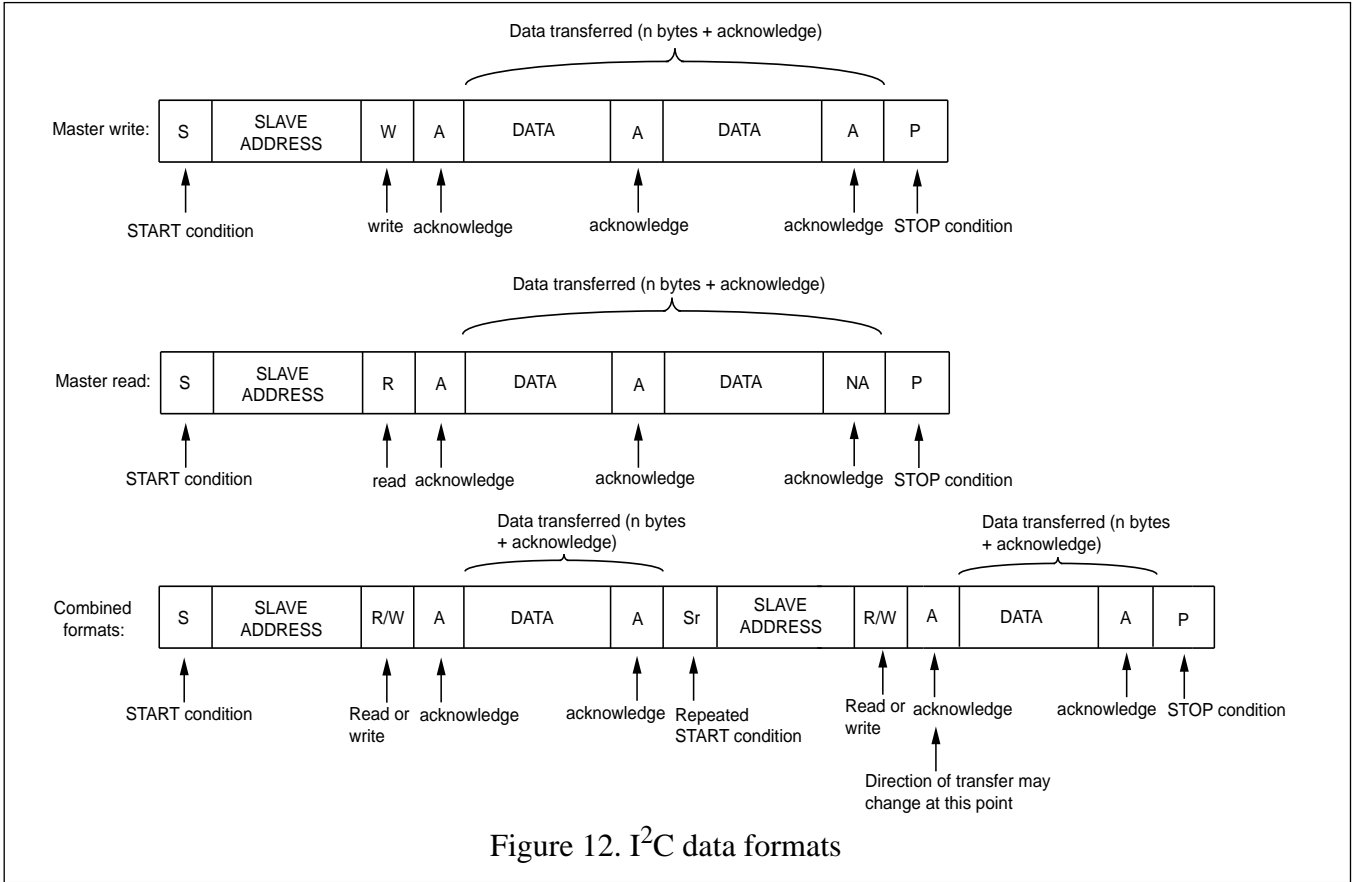 Data transferred (n bytes + acknowledge)
Master write: S SLAVE ADDRESS W A DATA A DATA A P
START condition write acknowledge acknowledge acknowledge STOP condition
Data transferred (n bytes + acknowledge)
Master read: S SLAVE ADDRESS R A DATA A DATA NA P
START condition read acknowledge acknowledge acknowledge STOP condition
Data transferred (n bytes
+ acknowledge)
Data transferred (n bytes
+ acknowledge)
Combined
formats:
S SLAVE ADDRESS R/W A DATA A Sr SLAVE ADDRESS R/W A DATA A P
START condition
Read or
write
acknowledge
acknowledge
Repeated
START condition
Read or
write
acknowledge
acknowledge
STOP condition
Direction of transfer may
change at this point
Figure 12. I²C data formats